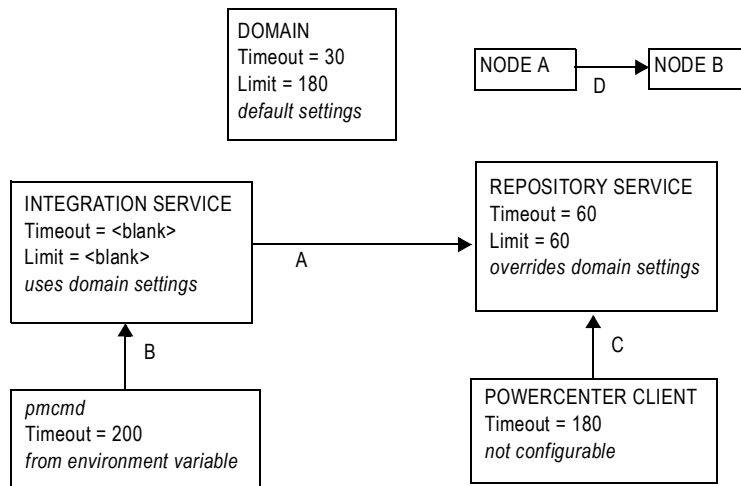 DOMAIN
Timeout = 30
Limit = 180
default settings
NODE A
D
NODE B
INTEGRATION SERVICE
Timeout = <blank>
Limit = <blank>
uses domain settings
A
REPOSITORY SERVICE
Timeout = 60
Limit = 60
overrides domain settings
B
C
pmcmd
Timeout = 200
from environment variable
POWERCENTER CLIENT
Timeout = 180
not configurable